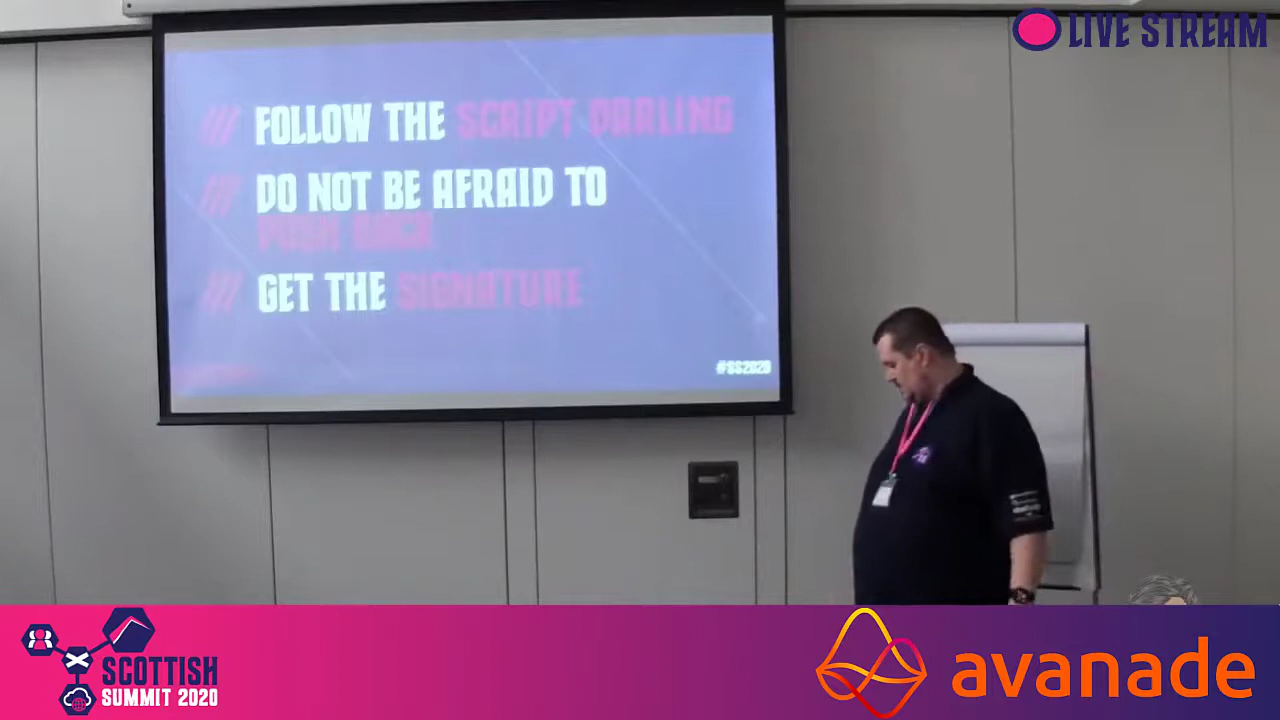 LIVE STREAM
/// FOLLOW THE SCRIPT DARLING
/// DO NOT BE AFRAID TO
PUSH BACK
/// GET THE SIGNATURE
#SS2020
SCOTTISH
SUMMIT 2020
avanade